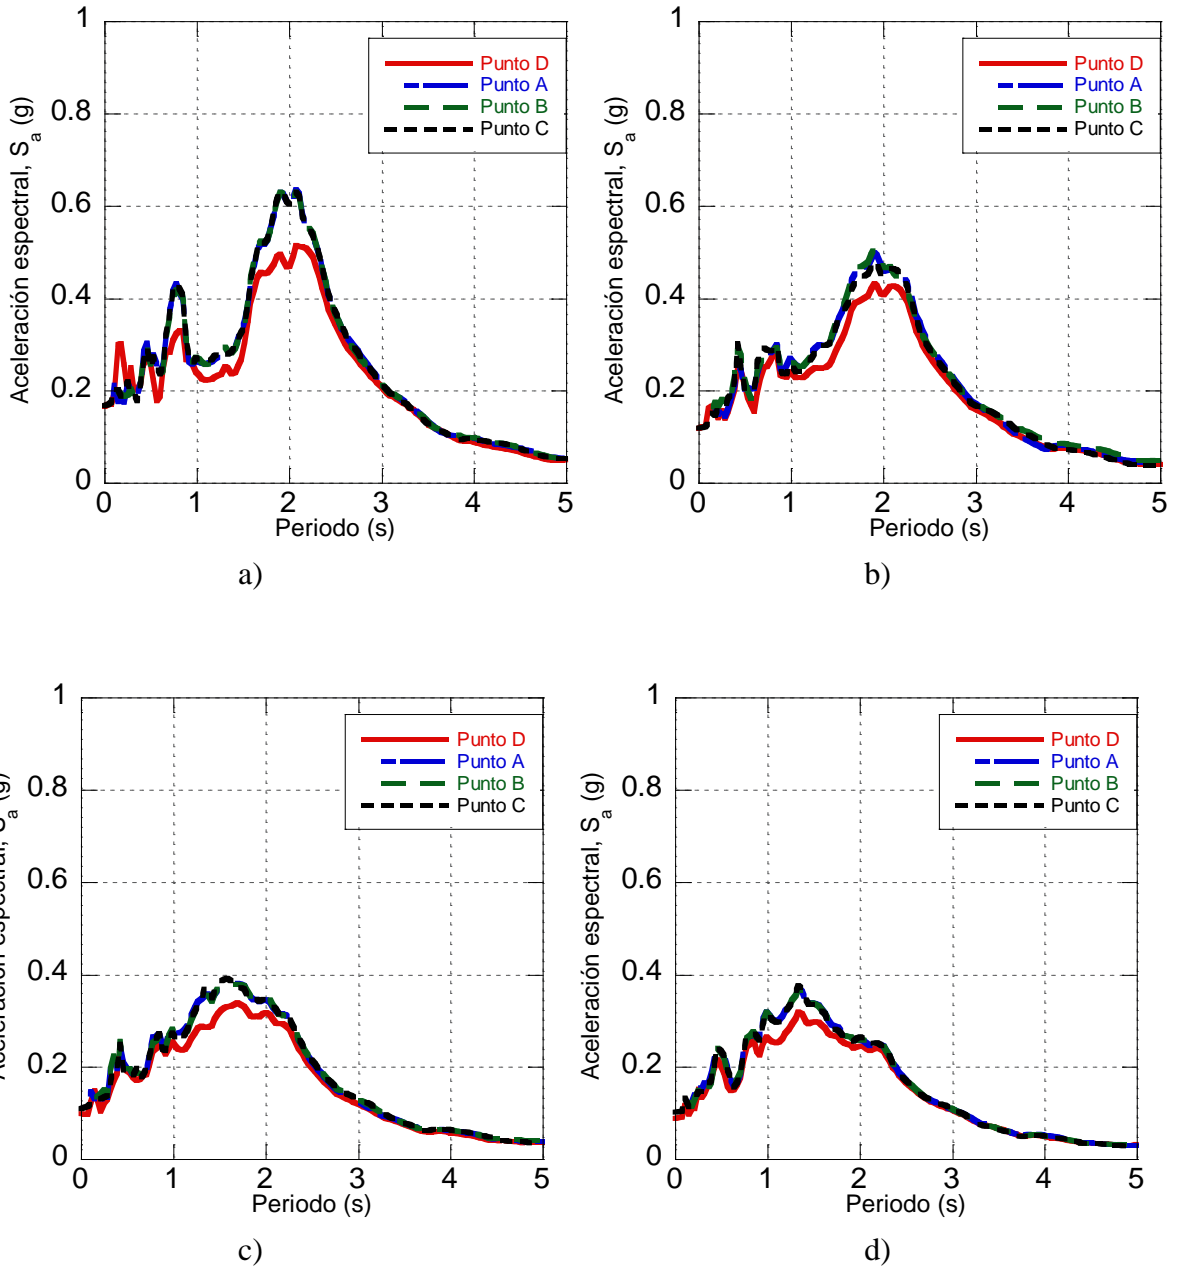 1
0.8
0.6
0.4
0.2
0
0 1 2 3 4 5
Aceleración espectral, Sa (g)
Periodo (s)
Punto D
Punto A
Punto B
Punto C
a)
1
0.8
0.6
0.4
0.2
0
0 1 2 3 4 5
Aceleración espectral, Sa (g)
Periodo (s)
Punto D
Punto A
Punto B
Punto C
b)
1
0.8
0.6
0.4
0.2
0
0 1 2 3 4 5
Aceleración espectral, Sa (g)
Periodo (s)
Punto D
Punto A
Punto B
Punto C
c)
1
0.8
0.6
0.4
0.2
0
0 1 2 3 4 5
Aceleración espectral, Sa (g)
Periodo (s)
Punto D
Punto A
Punto B
Punto C
d)